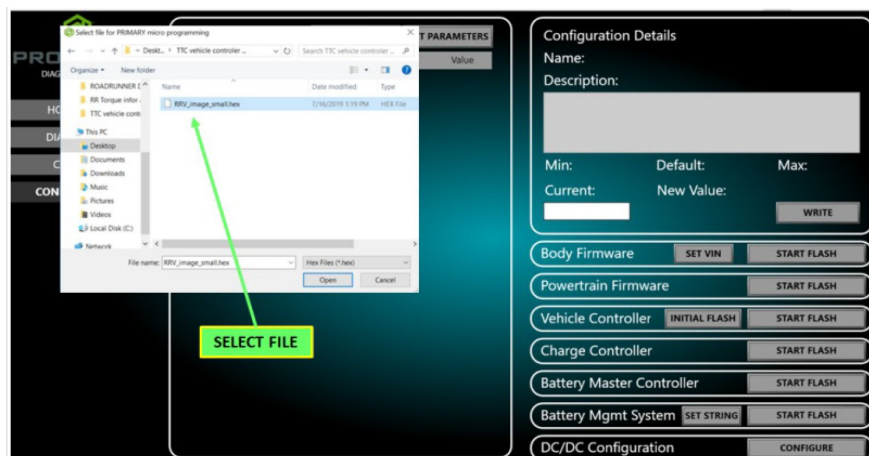 Select file for PRIMARY micro programming
Deskt... > TTC vehicle controler ...
Search TTC vehicle controler ...
Organize
New folder
ROADRUNNER D
RR Torque infor
TTC vehicle cont
This PC
Desktop
Documents
Downloads
Music
Pictures
Videos
Local Disk (C:)
Network
Name
Date modified
Type
RRV_image_small.hex
7/16/2019 1:19 PM
HEX File
File name:
RRV_image_small.hex
Hex Files (*.hex)
Open
Cancel
PRO
DIAG
HO
DIA
C
CON
T PARAMETERS
Value
SELECT FILE
Configuration Details
Name:
Description:
Min:
Default:
Max:
Current:
New Value:
WRITE
Body Firmware
SET VIN
START FLASH
Powertrain Firmware
START FLASH
Vehicle Controller
INITIAL FLASH
START FLASH
Charge Controller
START FLASH
Battery Master Controller
START FLASH
Battery Mgmt System
SET STRING
START FLASH
DC/DC Configuration
CONFIGURE